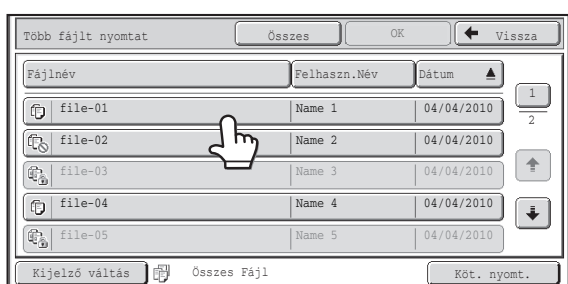 Több fájlt nyomtat Összes OK Vissza
Fájlnév Felhaszn.Név Dátum
file-01 Name 1 04/04/2010
file-02 Name 2 04/04/2010
file-03 Name 3 04/04/2010
file-04 Name 4 04/04/2010
file-05 Name 5 04/04/2010
1
2
Kijelző váltás Összes Fájl Köt. nyomt.